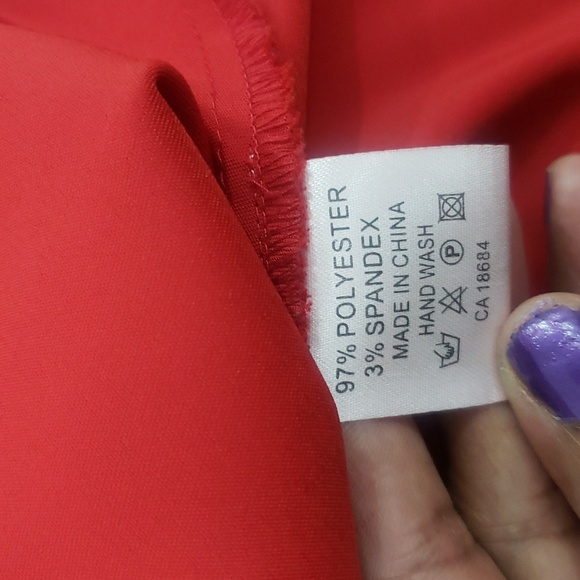 97% POLYESTER
3% SPANDEX
MADE IN CHINA
HAND WASH
P
CA 18684